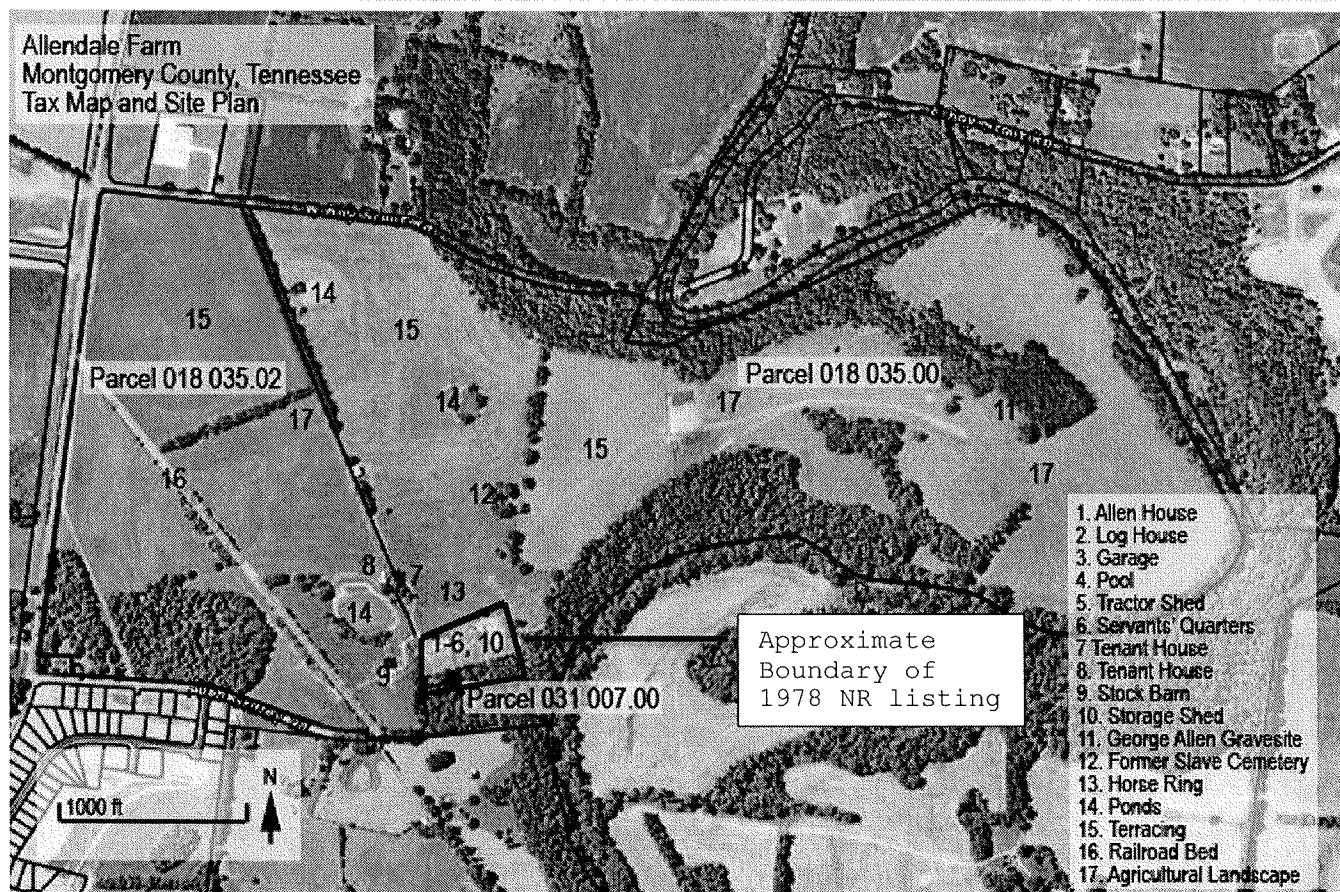 Allendale Farm
Montgomery County, Tennessee
Tax Map and Site Plan
14
15
15
Parcel 018 035.02
Parcel 018 035.00
14
17
11
17
15
16
12
17
8
7
13
14
1-6, 10
9
Parcel 031 007.00
Approximate
Boundary of
1978 NR listing
N
1000 ft
1. Allen House
2. Log House
3. Garage
4. Pool
5. Tractor Shed
6. Servants' Quarters
7 Tenant House
8. Tenant House
9. Stock Barn
10. Storage Shed
11. George Allen Gravesite
12. Former Slave Cemetery
13. Horse Ring
14. Ponds
15. Terracing
16. Railroad Bed
17. Agricultural Landscape